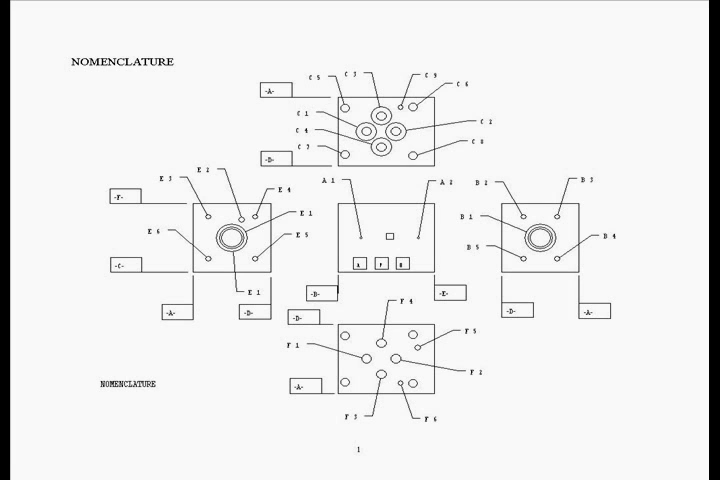 NOMENCLATURE
C 5 C 3 C 9 C 6
-A-
C 1 C 2
C 4
C 7 C 8
-D-
E 3 E 2 E 4
A 1 A 2 B 2 B 3
-F-
E 1 B 1
E 6 E 5 B 5 B 4
-C-
A P B
E 1 -B- -E-
-A- -D- F 4 -D- -A-
-D-
F 1 F 5
F 2
-A-
NOMENCLATURE
F 3 F 6
1